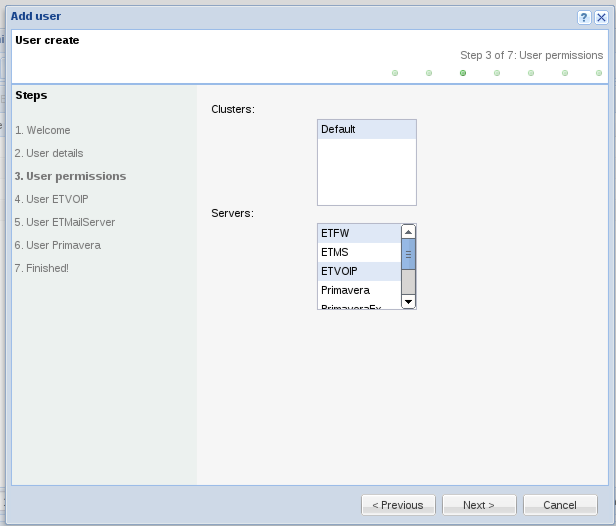 Add user
User create
Step 3 of 7: User permissions
Steps
1. Welcome
2. User details
3. User permissions
4. User ETVOIP
5. User ETMailServer
6. User Primavera
7. Finished!
Clusters:
Default
Servers:
ETFW
ETMS
ETVOIP
Primavera
PrimaveraEx
< Previous
Next >
Cancel